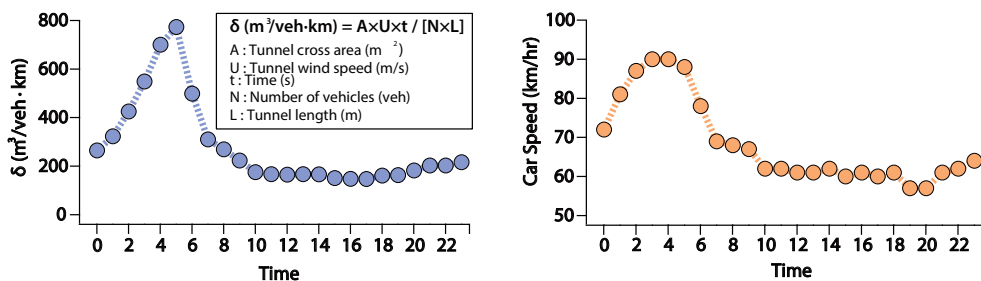 δ (m³/veh·km)
800
600
400
200
0
δ (m³/veh·km) = A×U×t / [N×L]
A : Tunnel cross area (m ²)
U : Tunnel wind speed (m/s)
t : Time (s)
N : Number of vehicles (veh)
L : Tunnel length (m)
0 2 4 6 8 10 12 14 16 18 20 22
Time
Car Speed (km/hr)
100
90
80
70
60
50
0 2 4 6 8 10 12 14 16 18 20 22
Time